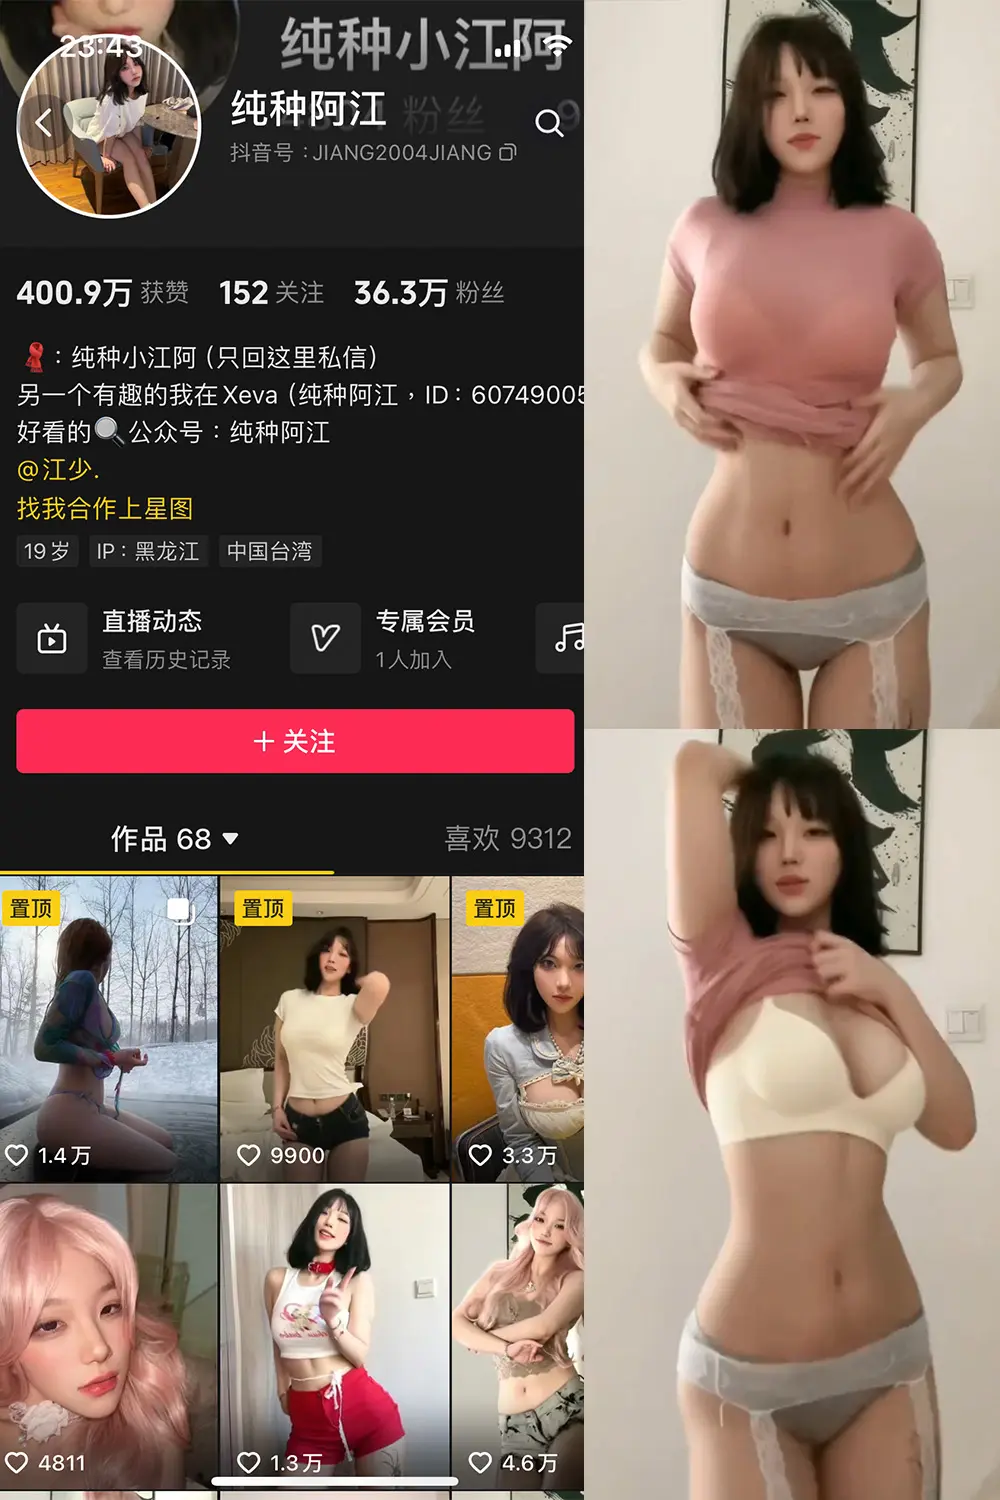 23:43
纯种小江阿
纯种阿江
粉丝
抖音号：JIANG2004JIANG
400.9万 获赞 152 关注 36.3万 粉丝
：纯种小江阿（只回这里私信）
另一个有趣的我在 Xeva（纯种阿江，ID：60749005
好看的🔍公众号：纯种阿江
@江少.
找我合作上星图
19岁 IP：黑龙江 中国台湾
直播动态 专属会员
查看历史记录 1人加入
＋关注
作品 68 喜欢 9312
置顶 置顶 置顶
1.4万 9900 3.3万
4811 1.3万 4.6万